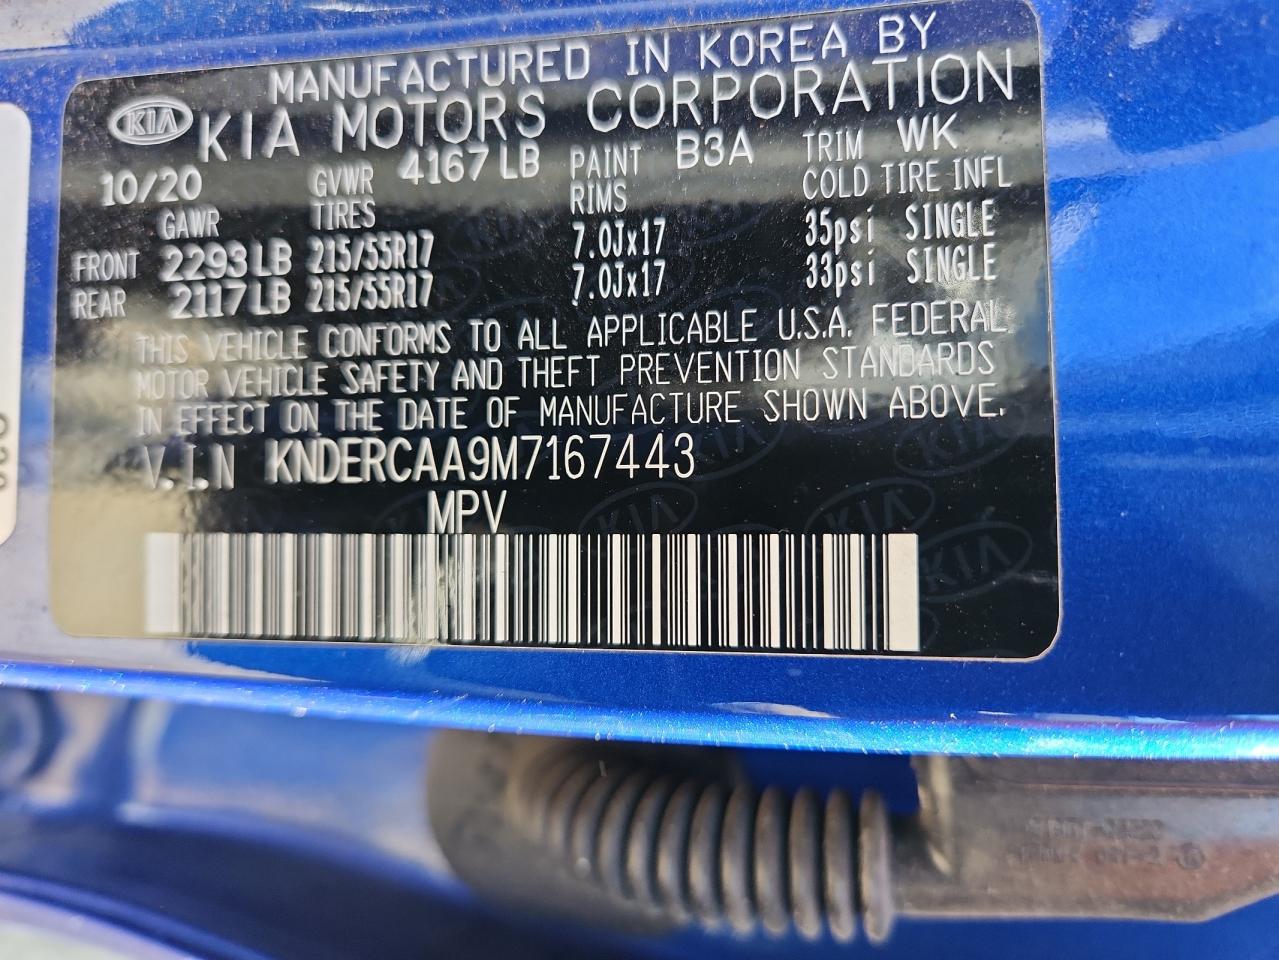 MANUFACTURED IN KOREA BY
KIA KIA MOTORS CORPORATION
10/20 GVWR 4167 LB PAINT B3A TRIM WK
GAWR TIRES RIMS COLD TIRE INFL
FRONT 2293 LB 215/55R17 7.0Jx17 35psi SINGLE
REAR 2117 LB 215/55R17 7.0Jx17 33psi SINGLE
THIS VEHICLE CONFORMS TO ALL APPLICABLE U.S.A. FEDERAL
MOTOR VEHICLE SAFETY AND THEFT PREVENTION STANDARDS
IN EFFECT ON THE DATE OF MANUFACTURE SHOWN ABOVE.
V.I.N KNDERCAA9M7167443
MPV